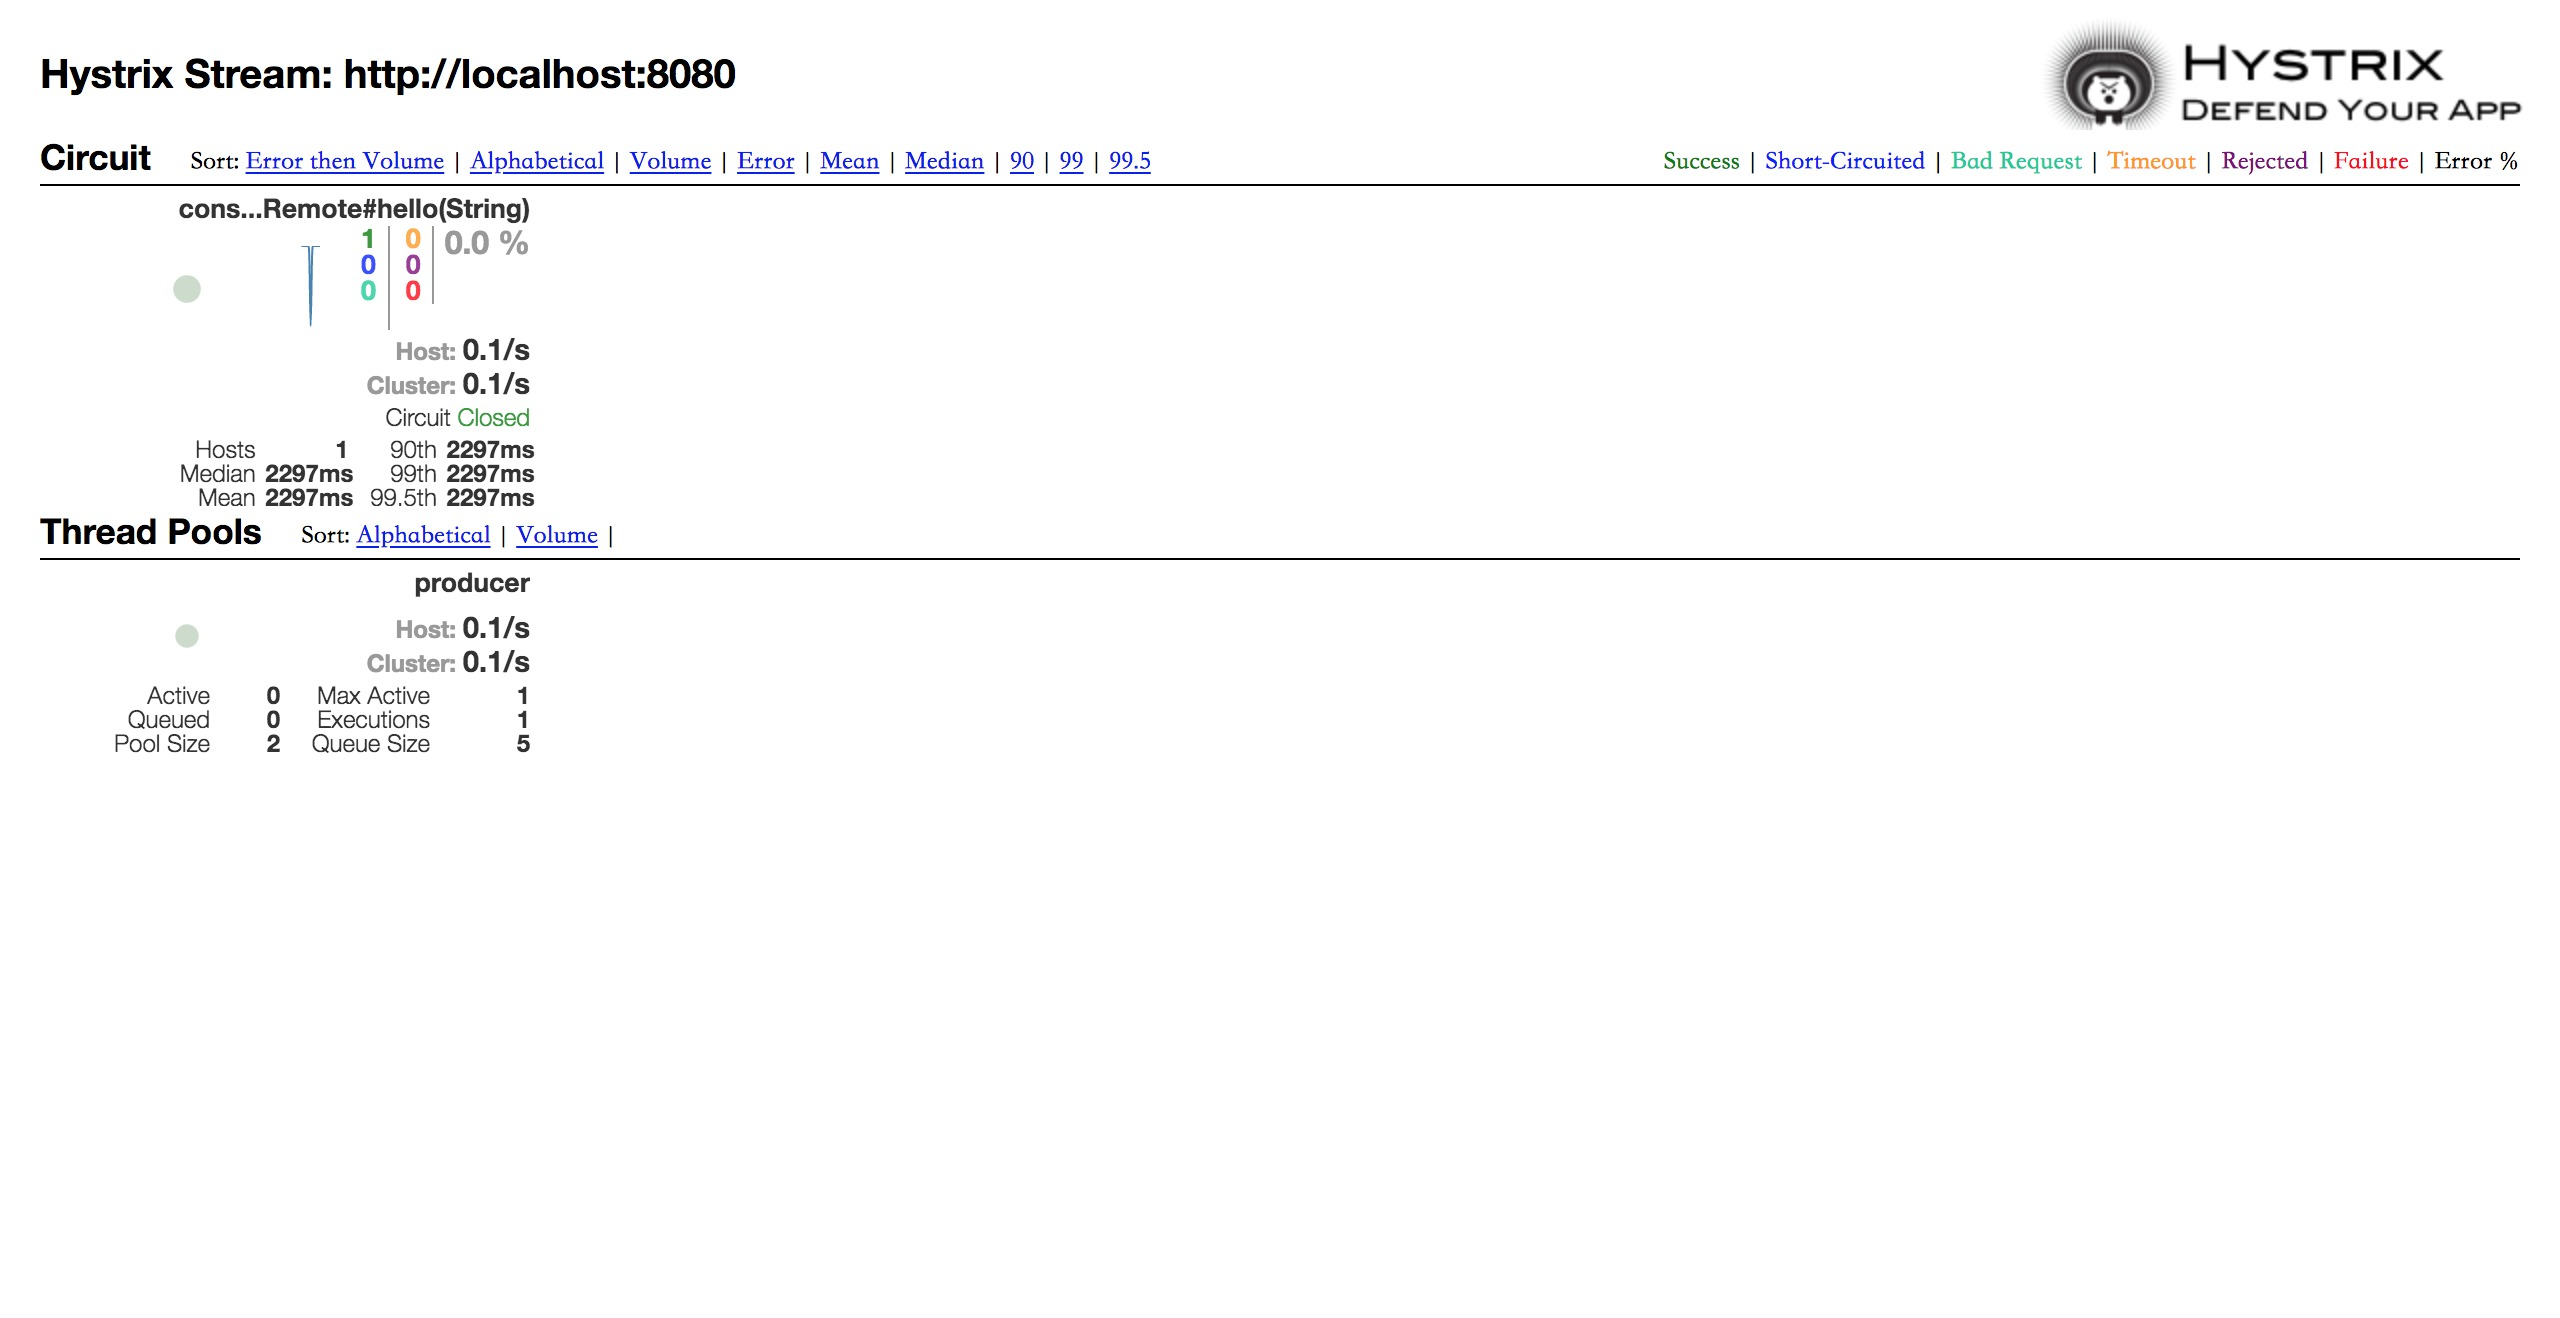 Hystrix Stream: http://localhost:8080
HYSTRIX
DEFEND YOUR APP
Circuit Sort: Error then Volume | Alphabetical | Volume | Error | Mean | Median | 90 | 99 | 99.5
Success | Short-Circuited | Bad Request | Timeout | Rejected | Failure | Error %
cons...Remote#hello(String)
1 0 0.0 %
0 0
0 0
Host: 0.1/s
Cluster: 0.1/s
Circuit Closed
Hosts 1 90th 2297ms
Median 2297ms 99th 2297ms
Mean 2297ms 99.5th 2297ms
Thread Pools Sort: Alphabetical | Volume |
producer
Host: 0.1/s
Cluster: 0.1/s
Active 0 Max Active 1
Queued 0 Executions 1
Pool Size 2 Queue Size 5